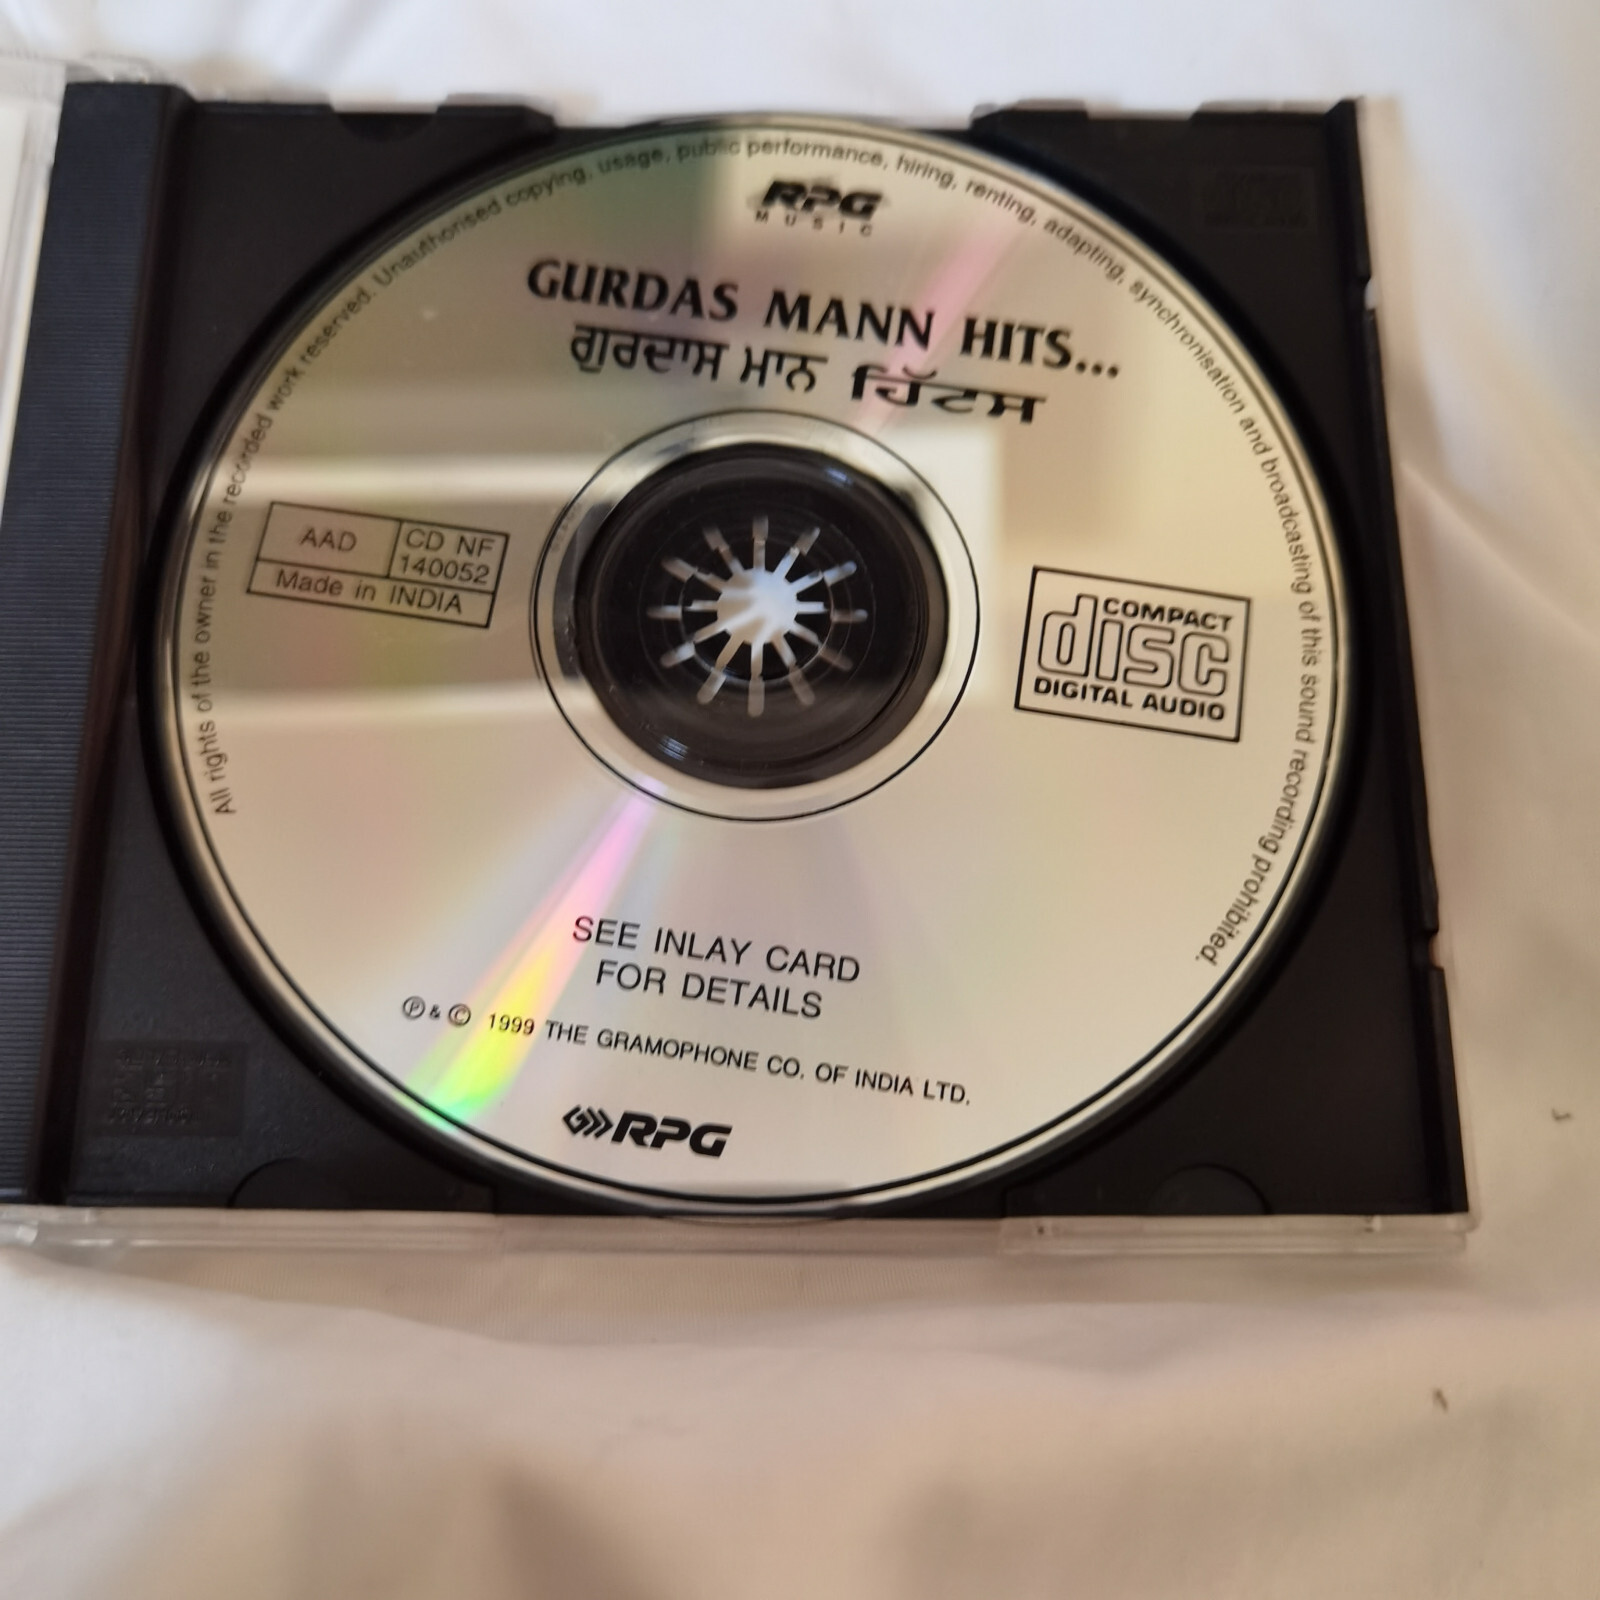 All rights of the owner in the recorded work reserved. Unauthorised copying, usage, public performance, hiring, renting, adapting, synchronisation and broadcasting of this sound recording prohibited.
RPG
MUSIC
GURDAS MANN HITS...
ਗੁਰਦਾਸ ਮਾਨ ਹਿੱਟਸ
AAD
CD NF
140052
Made in INDIA
COMPACT
disc
DIGITAL AUDIO
SEE INLAY CARD
FOR DETAILS
℗ & © 1999 THE GRAMOPHONE CO. OF INDIA LTD.
RPG